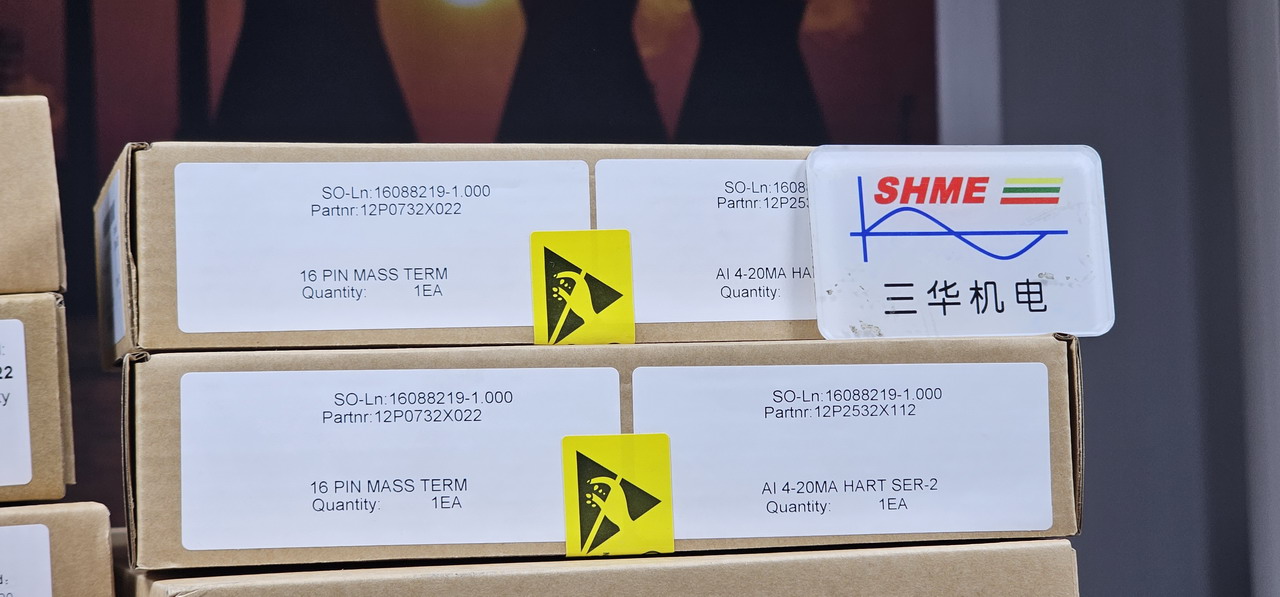 SO-Ln:16088219-1.000
Partnr:12P0732X022
16 PIN MASS TERM
Quantity: 1EA
SO-Ln:1608
Partnr:12P253
AI 4-20MA HA
Quantity:
SHME
三华机电
SO-Ln:16088219-1.000
Partnr:12P0732X022
16 PIN MASS TERM
Quantity: 1EA
SO-Ln:16088219-1.000
Partnr:12P2532X112
AI 4-20MA HART SER-2
Quantity: 1EA
22